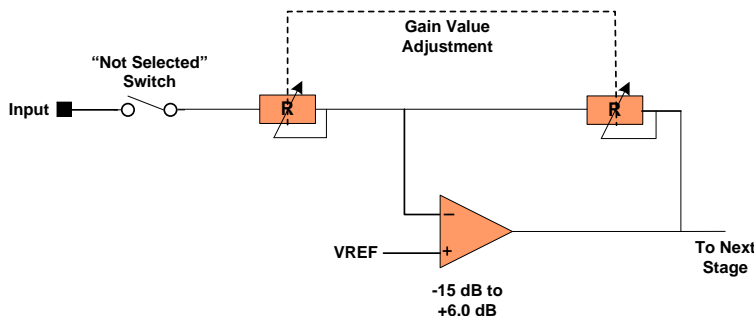 Gain Value
Adjustment
“Not Selected”
Switch
Input
R
R
−
+
VREF
To Next
Stage
-15 dB to
+6.0 dB